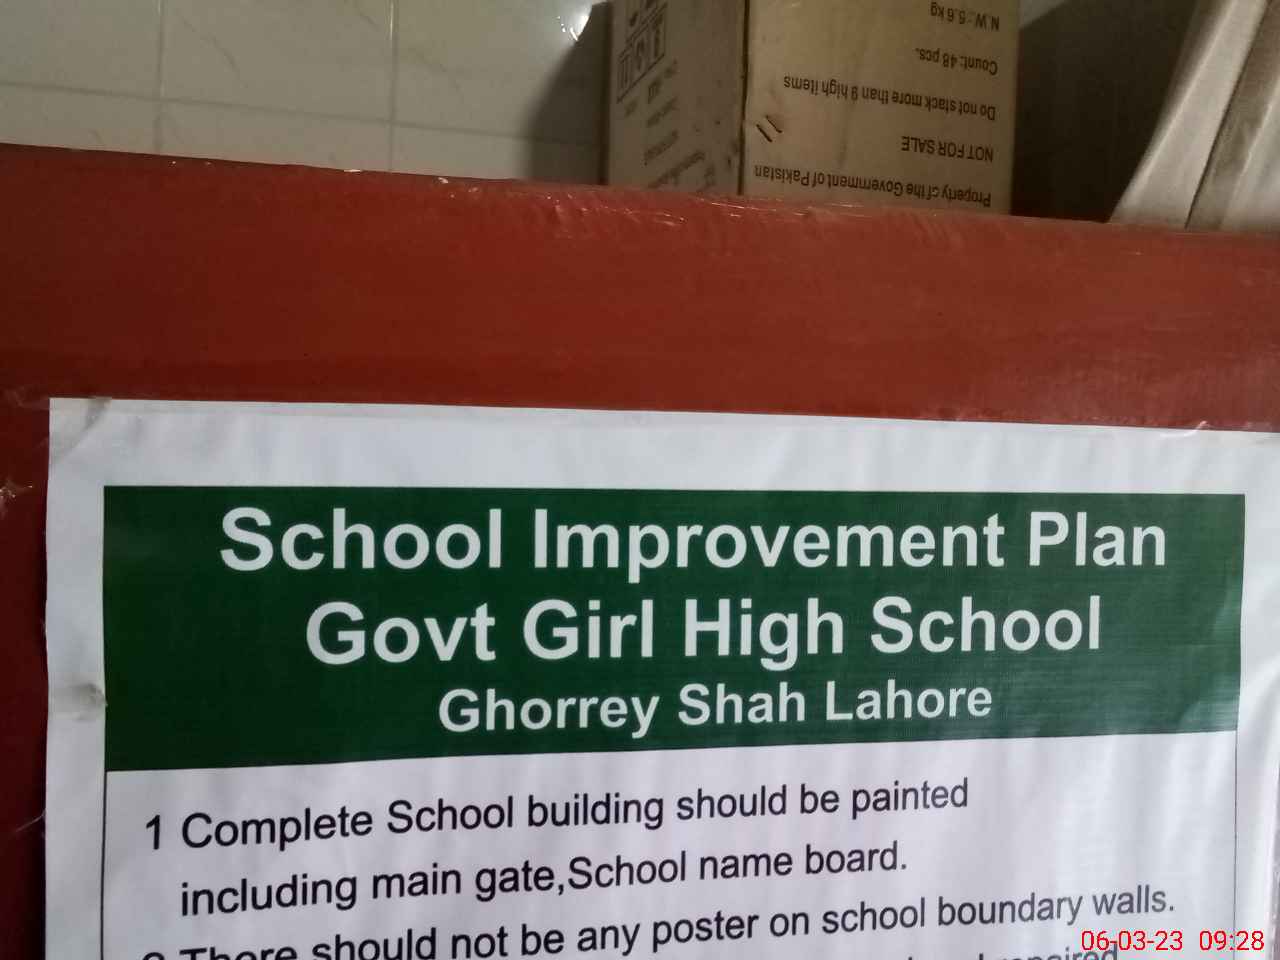 N.W.: 5.6 kg
Count: 48 pcs.
Do not stack more than 9 high items
NOT FOR SALE
Property of the Government of Pakistan
School Improvement Plan
Govt Girl High School
Ghorrey Shah Lahore
1 Complete School building should be painted
including main gate,School name board.
There should not be any poster on school boundary walls.
repaired
06-03-23 09:28